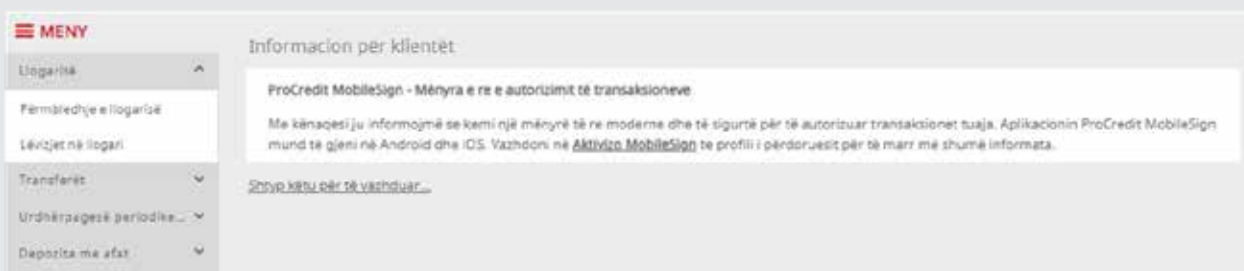 MENY
Llogaritë
Përmbledhje e llogarisë
Lëvizjet në llogari
Transferët
Urdhërpagesë periodike...
Depozita me afat
Informacion për klientët
ProCredit MobileSign - Mënyra e re e autorizimit të transaksioneve
Me kënaqesi ju informojmë se kemi një mënyrë të re moderne dhe të sigurtë për të autorizuar transaksionet tuaja. Aplikacionin ProCredit MobileSign
mund të gjeni në Android dhe iOS. Vazhdoni në Aktivizo MobileSign te profili i përdoruesit për të marr më shumë informata.
Shtyp këtu për të vazhduar...